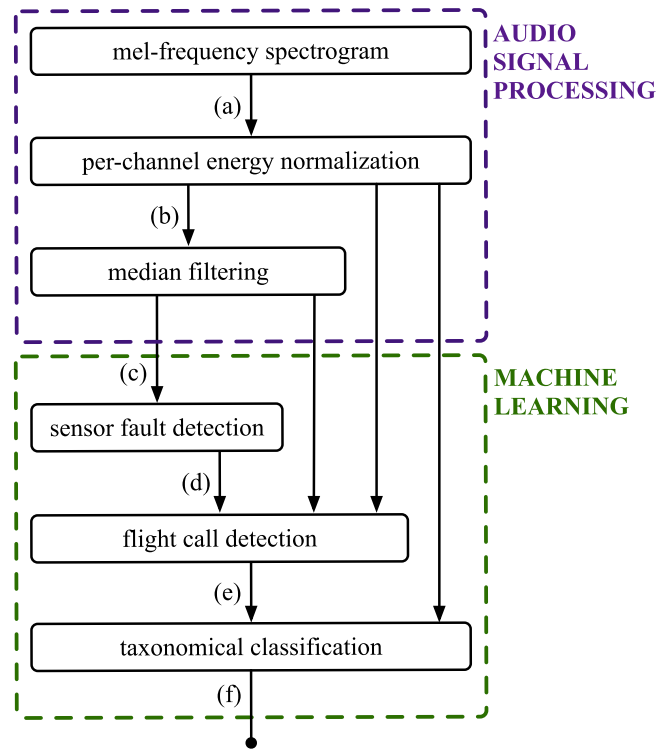 AUDIO
SIGNAL
PROCESSING
mel-frequency spectrogram
(a)
per-channel energy normalization
(b)
median filtering
(c)
MACHINE
LEARNING
sensor fault detection
(d)
flight call detection
(e)
taxonomical classification
(f)